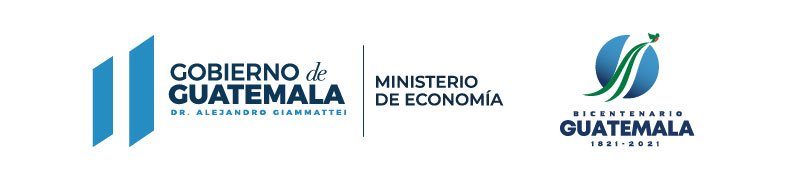 GOBIERNO de
GUATEMALA
DR. ALEJANDRO GIAMMATTEI
MINISTERIO
DE ECONOMÍA
BICENTENARIO
GUATEMALA
1821-2021